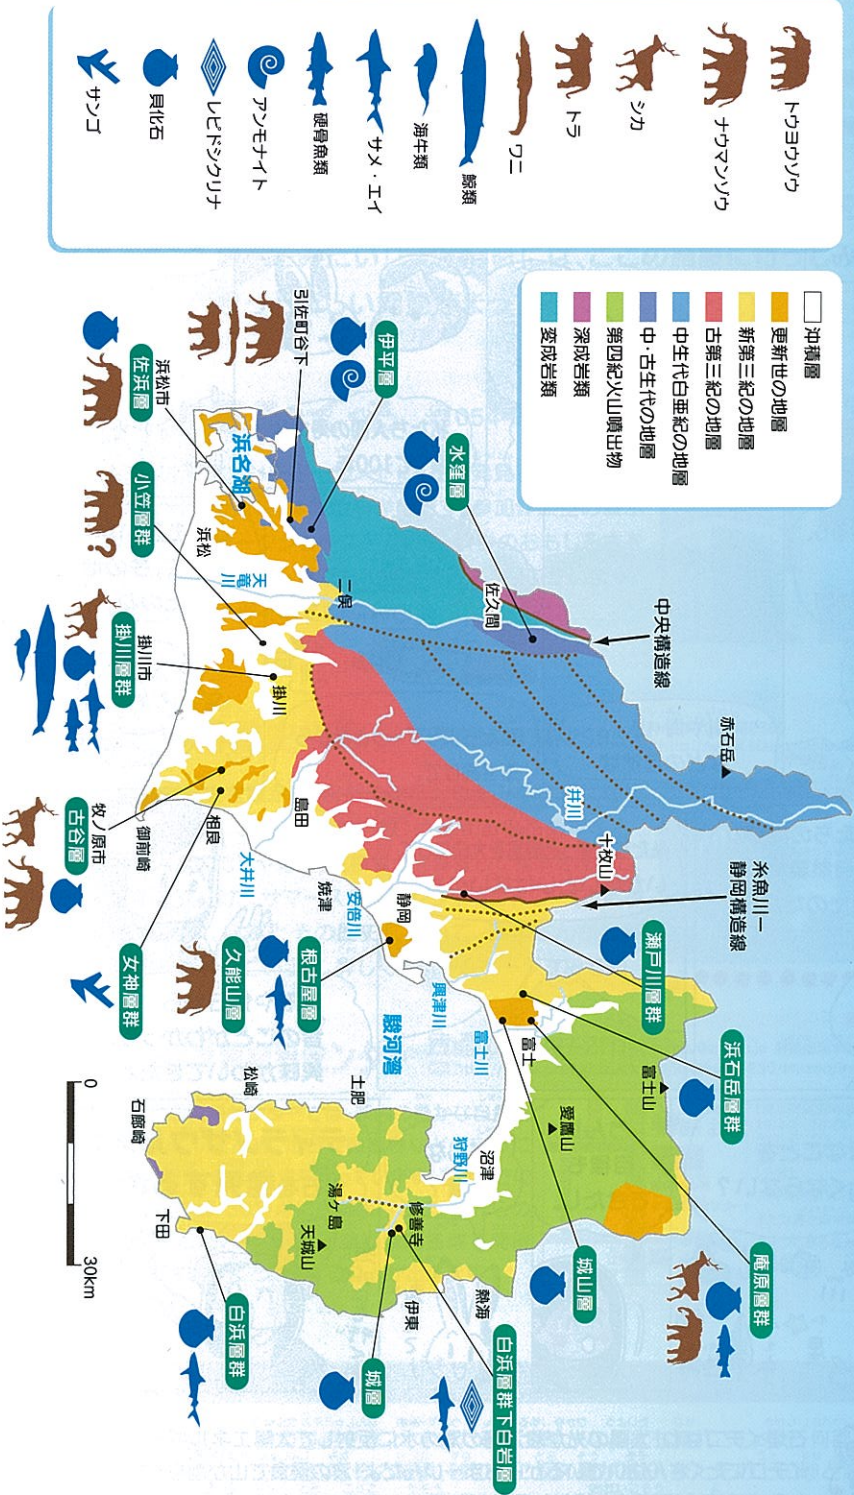 トウヨウゾウ
ナウマンゾウ
シカ
トラ
ワニ
鯨類
海牛類
サメ・エイ
硬骨魚類
アンモナイト
レピドシクリナ
貝化石
サンゴ
沖積層
更新世の地層
新第三紀の地層
古第三紀の地層
中生代白亜紀の地層
中・古生代の地層
第四紀火山噴出物
深成岩類
変成岩類
中央構造線
赤石岳
糸魚川ー
静岡構造線
十枚山
水窪層
佐久間
伊平層
引佐町谷下
浜松市
佐浜層
浜名湖
浜松
天竜川
二俣
小笠層群
?
掛川市
掛川層群
掛川
島田
牧ノ原市
古谷層
御前崎
相良
女神層群
大井川
焼津
安倍川
静岡
根古屋層
久能山層
瀬戸川層群
興津川
駿河湾
富士川
富士
浜石岳層群
富士山
愛鷹山
庵原層群
城山層
沼津
狩野川
土肥
修善寺
湯ヶ島
天城山
熱海
伊東
白浜層群下白岩層
城層
松崎
石廊崎
下田
白浜層群
0
30km